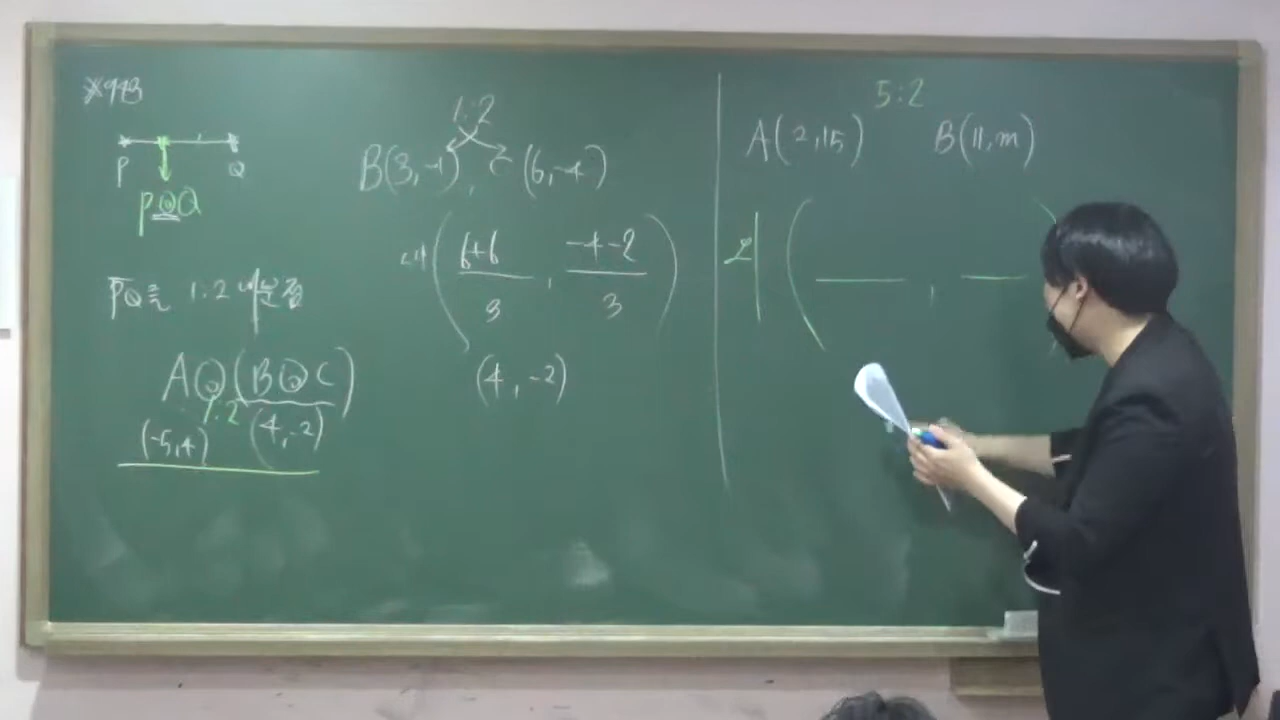 ※973
P Q
P◎Q
PQ를 1:2 내분점
A◎(B◎C)
1:2
(-5,4) (4,-2)
1:2
B(3,-1), C(6,-4)
(6+6/3, -4-2/3)
(4,-2)
5:2
A(2,15) B(11,m)
( ,